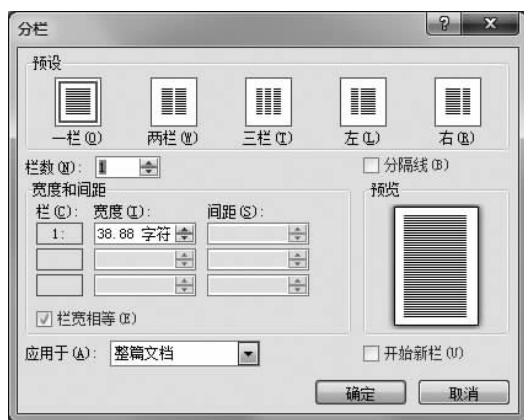 分栏
预设
一栏(O) 两栏(W) 三栏(T) 左(L) 右(R)
栏数(N): 1 分隔线(B)
宽度和间距 预览
栏(C): 宽度(I): 间距(S):
1: 38.88 字符
栏宽相等(E)
应用于(A): 整篇文档 开始新栏(U)
确定 取消